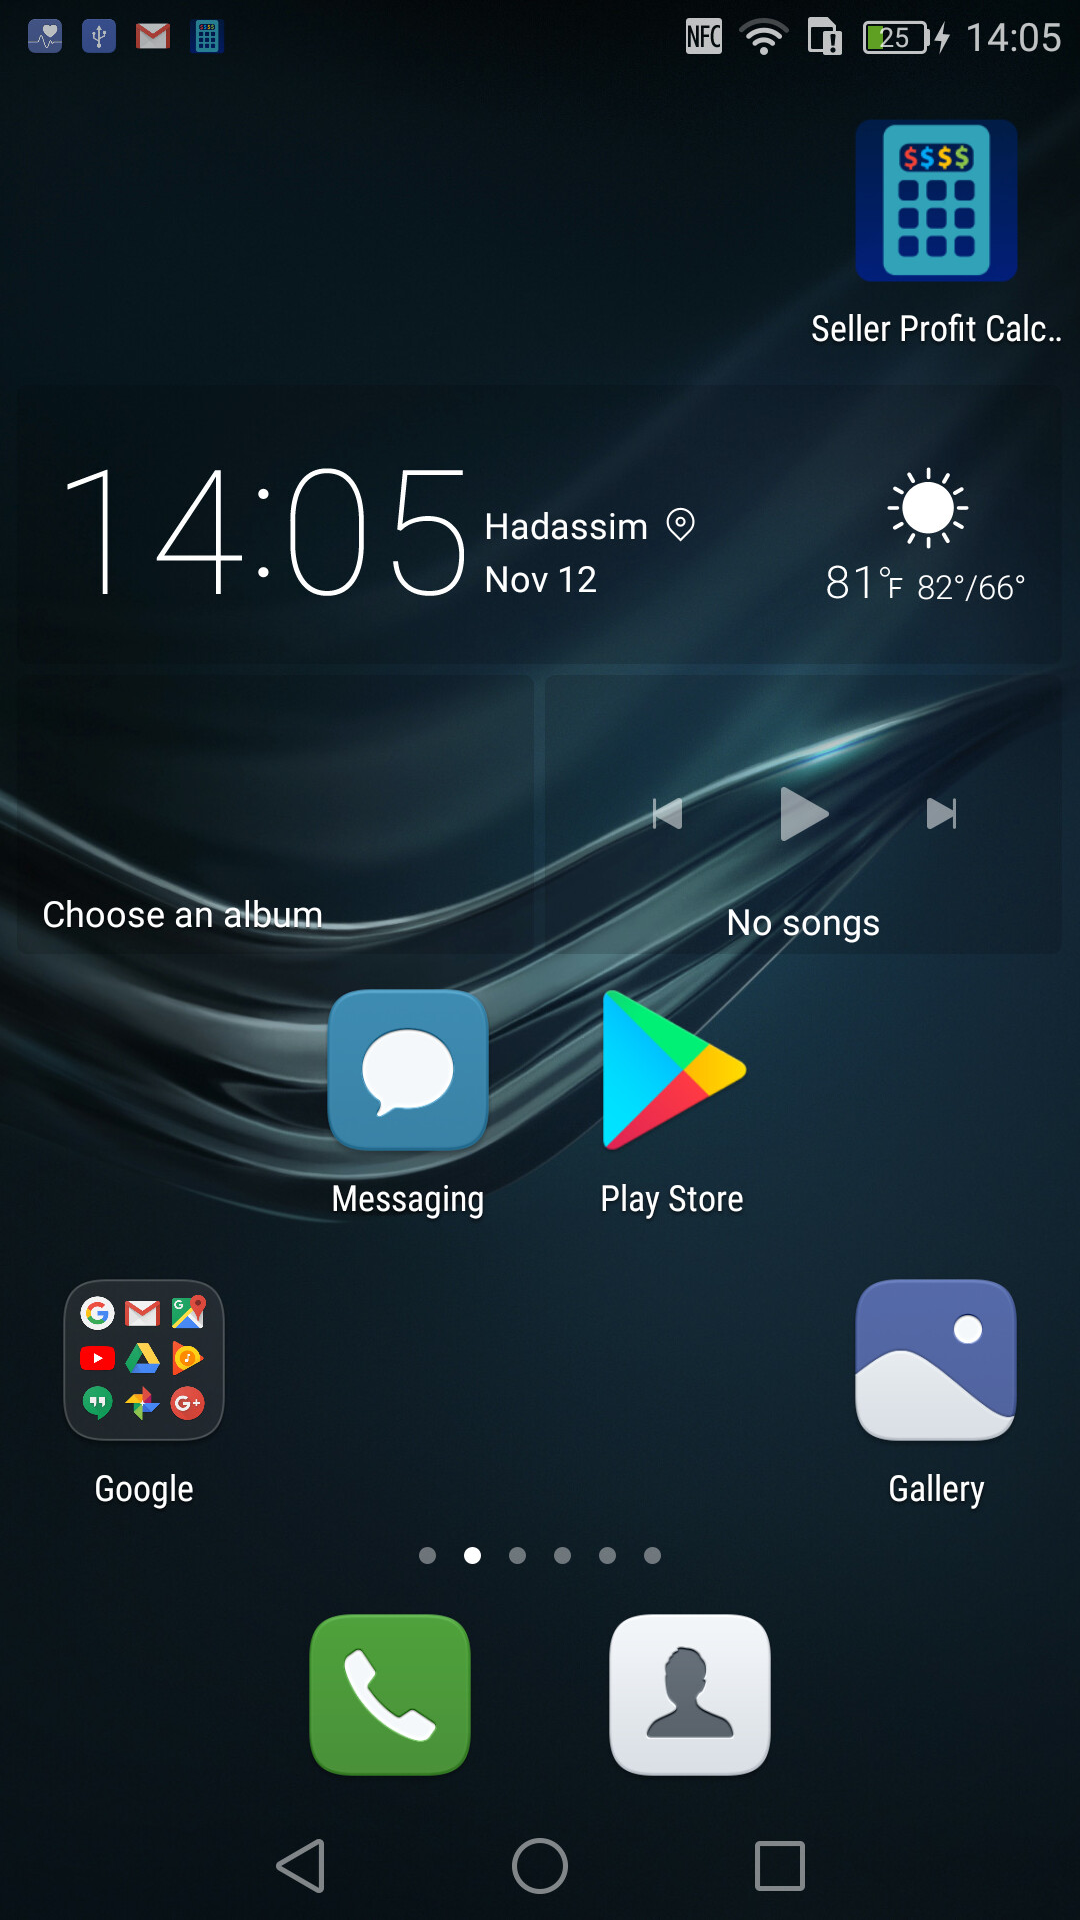 NFC
25
14:05
$$$$
Seller Profit Calc..
14:05
Hadassim
Nov 12
81°F 82°/66°
Choose an album
No songs
Messaging
Play Store
G
G+
Google
Gallery